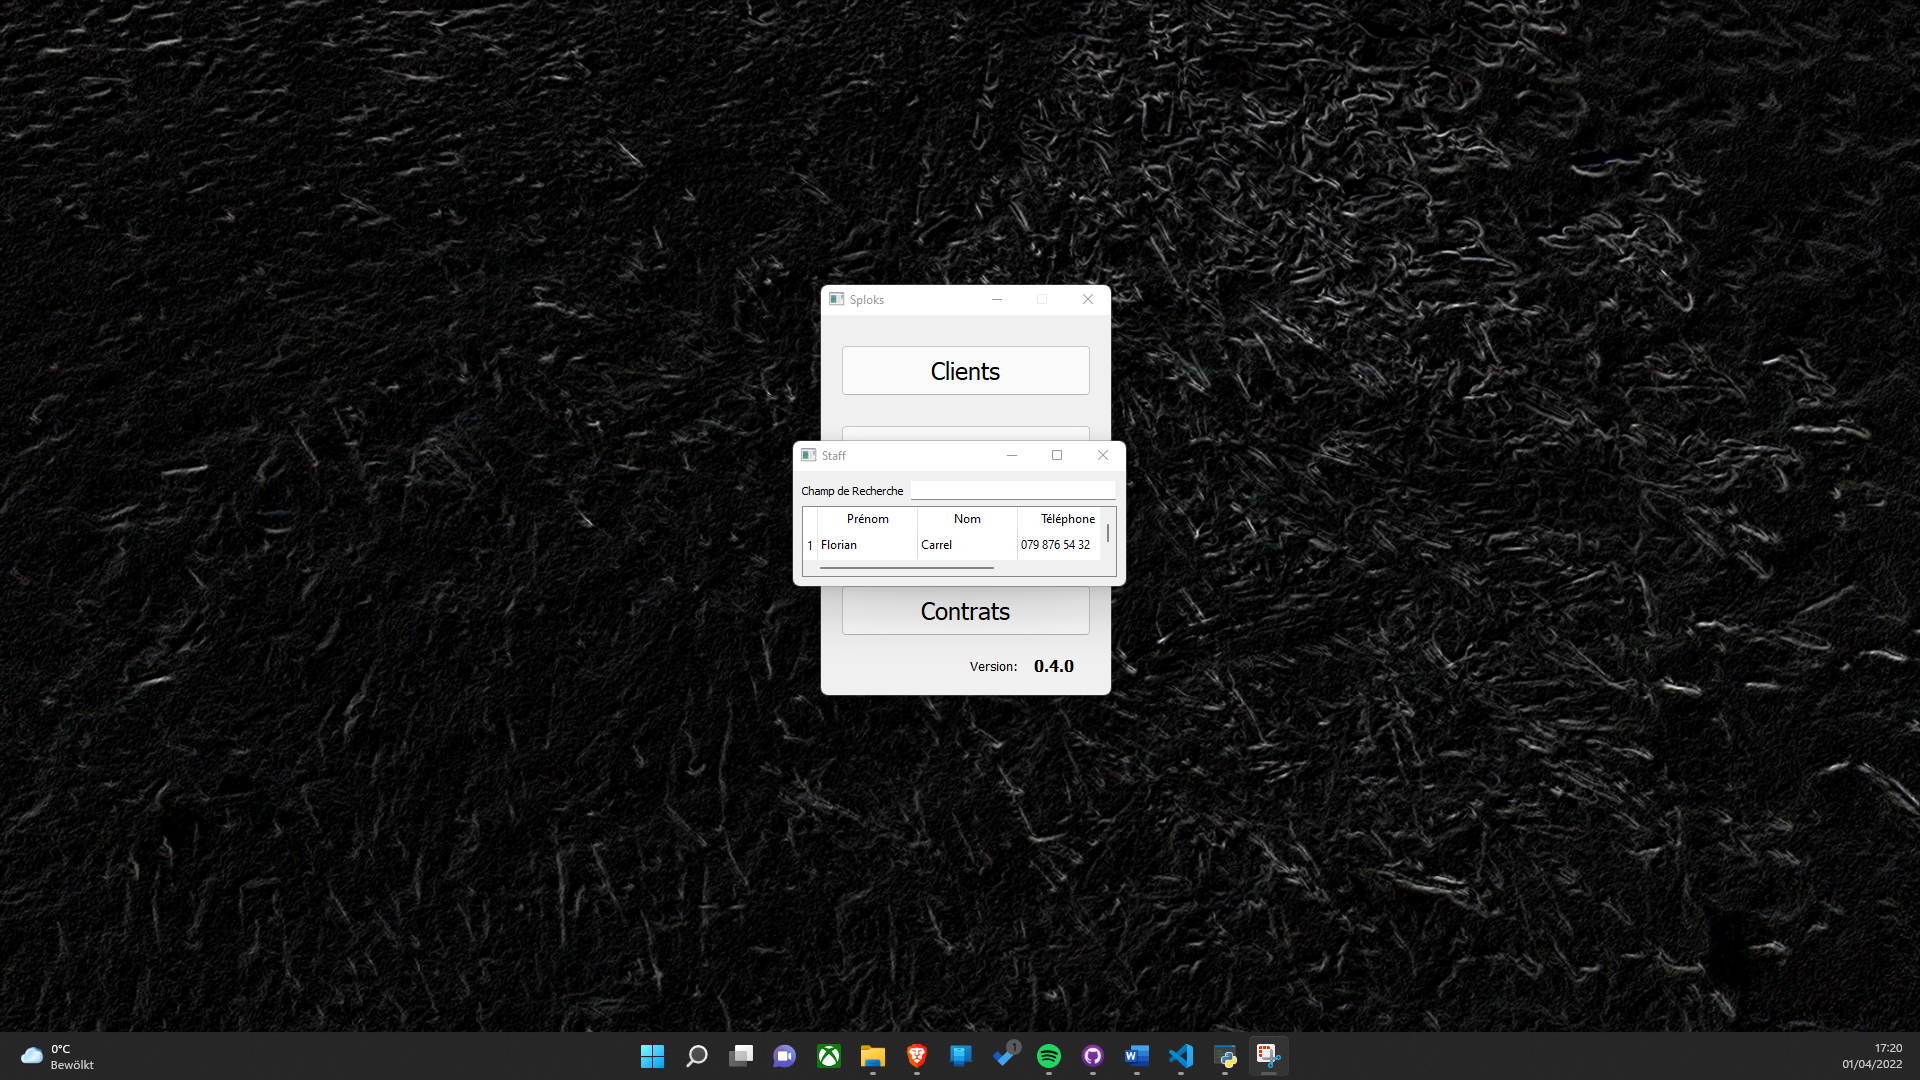 Sploks
Clients
Staff
Champ de Recherche
Prénom Nom Téléphone
1 Florian Carrel 079 876 54 32
Contrats
Version: 0.4.0
0°C
Bewölkt
1
17:20
01/04/2022